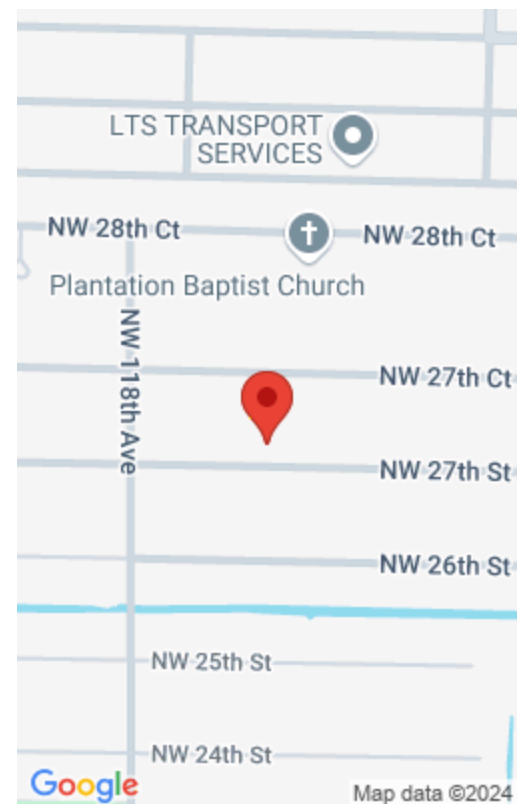 LTS TRANSPORT
SERVICES
NW 28th Ct
NW 28th Ct
Plantation Baptist Church
NW 118th Ave
NW 27th Ct
NW 27th St
NW 26th St
NW 25th St
NW 24th St
Google
Map data ©2024